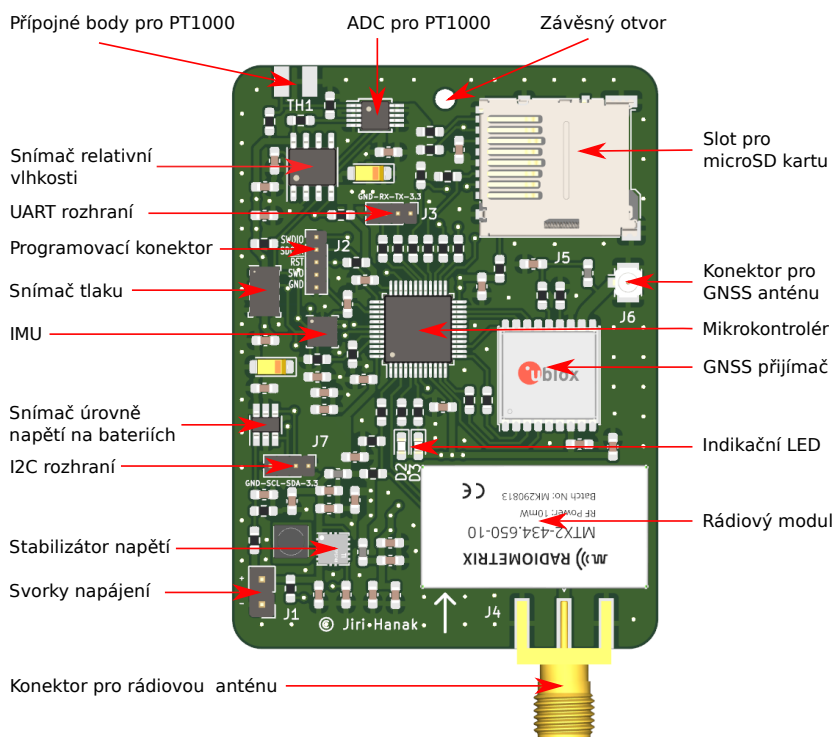 Přípojné body pro PT1000
ADC pro PT1000
Závěsný otvor
TH1
Snímač relativní
vlhkosti
Slot pro
microSD kartu
GND-RX-TX-3.3
UART rozhraní
J3
Programovací konektor
SWDIO
J2
RST
SWO
GND
J5
Snímač tlaku
Konektor pro
GNSS anténu
J6
IMU
Mikrokontrolér
GNSS přijímač
ublox
Snímač úrovně
napětí na bateriích
J7
Indikační LED
I2C rozhraní
D2
D3
GND-SCL-SDA-3.3
CE
Batch No: MK290813
RF Power: 10mW
MTX2-434.650-10
RADIOMETRIX
Rádiový modul
Stabilizátor napětí
Svorky napájení
+
-
J1
J4
© Jiri•Hanak
Konektor pro rádiovou anténu